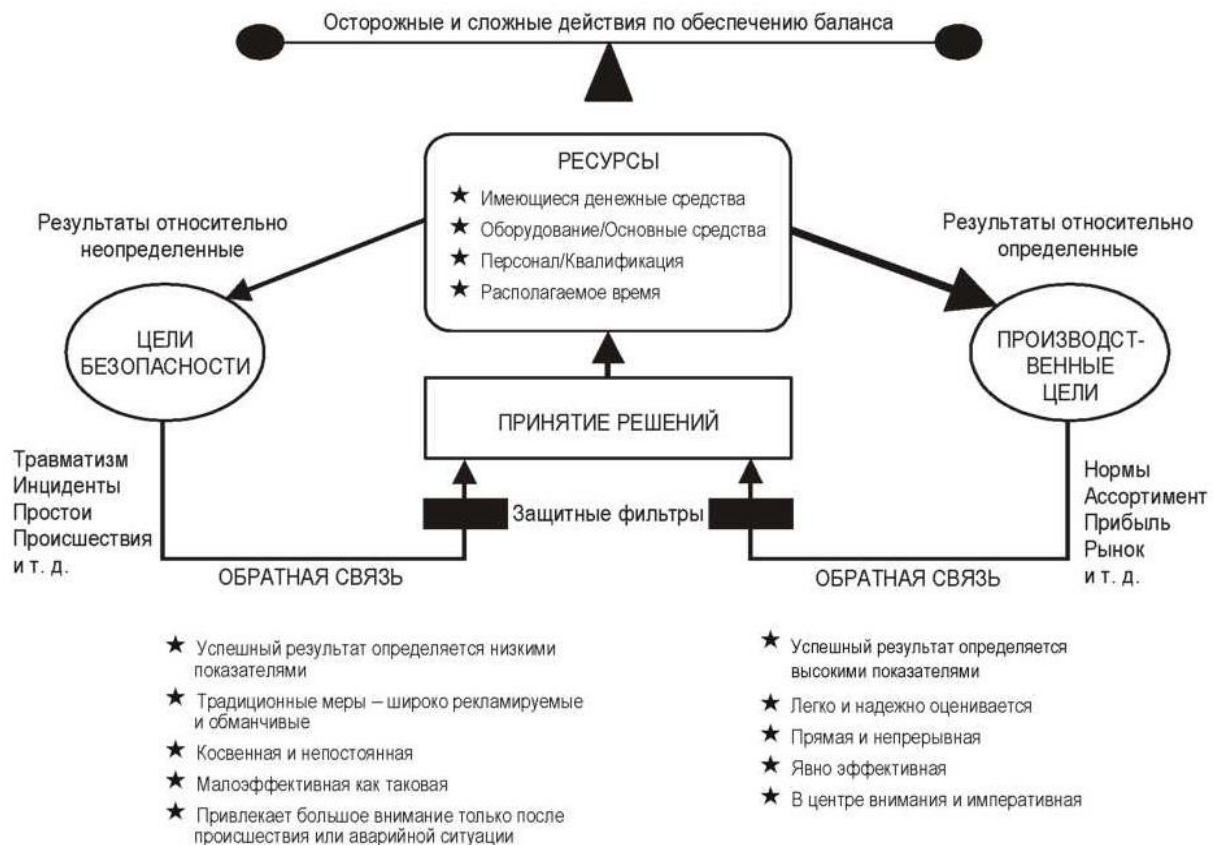 Осторожные и сложные действия по обеспечению баланса
РЕСУРСЫ
★ Имеющиеся денежные средства
★ Оборудование/Основные средства
★ Персонал/Квалификация
★ Располагаемое время
Результаты относительно
неопределенные
Результаты относительно
определенные
ЦЕЛИ
БЕЗОПАСНОСТИ
ПРОИЗВОДСТ-
ВЕННЫЕ
ЦЕЛИ
ПРИНЯТИЕ РЕШЕНИЙ
Травматизм
Инциденты
Простои
Происшествия
и т. д.
Защитные фильтры
Нормы
Ассортимент
Прибыль
Рынок
и т. д.
ОБРАТНАЯ СВЯЗЬ
ОБРАТНАЯ СВЯЗЬ
★ Успешный результат определяется низкими
показателями
★ Традиционные меры – широко рекламируемые
и обманчивые
★ Косвенная и непостоянная
★ Малоэффективная как таковая
★ Привлекает большое внимание только после
происшествия или аварийной ситуации
★ Успешный результат определяется
высокими показателями
★ Легко и надежно оценивается
★ Прямая и непрерывная
★ Явно эффективная
★ В центре внимания и императивная